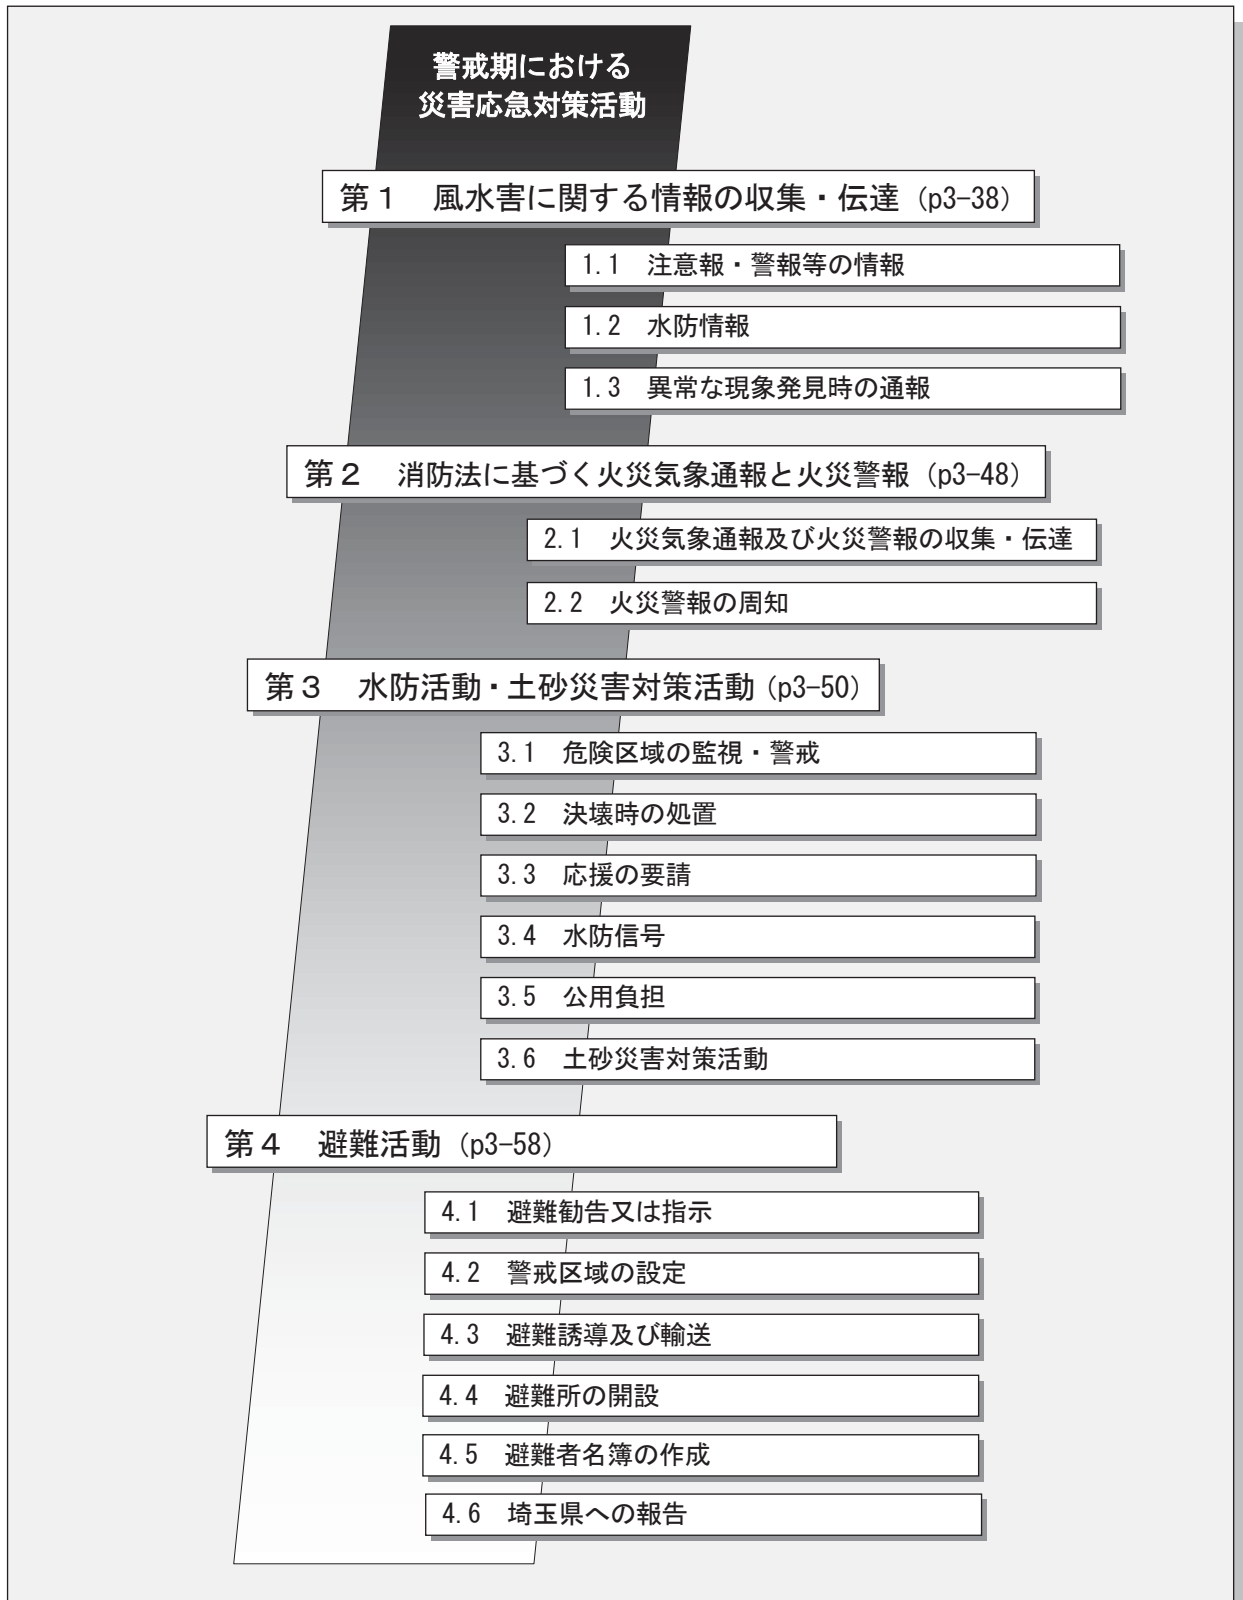 警戒期における
災害応急対策活動
第１　風水害に関する情報の収集・伝達（p3-38）
1.1　注意報・警報等の情報
1.2　水防情報
1.3　異常な現象発見時の通報
第２　消防法に基づく火災気象通報と火災警報（p3-48）
2.1　火災気象通報及び火災警報の収集・伝達
2.2　火災警報の周知
第３　水防活動・土砂災害対策活動（p3-50）
3.1　危険区域の監視・警戒
3.2　決壊時の処置
3.3　応援の要請
3.4　水防信号
3.5　公用負担
3.6　土砂災害対策活動
第４　避難活動（p3-58）
4.1　避難勧告又は指示
4.2　警戒区域の設定
4.3　避難誘導及び輸送
4.4　避難所の開設
4.5　避難者名簿の作成
4.6　埼玉県への報告